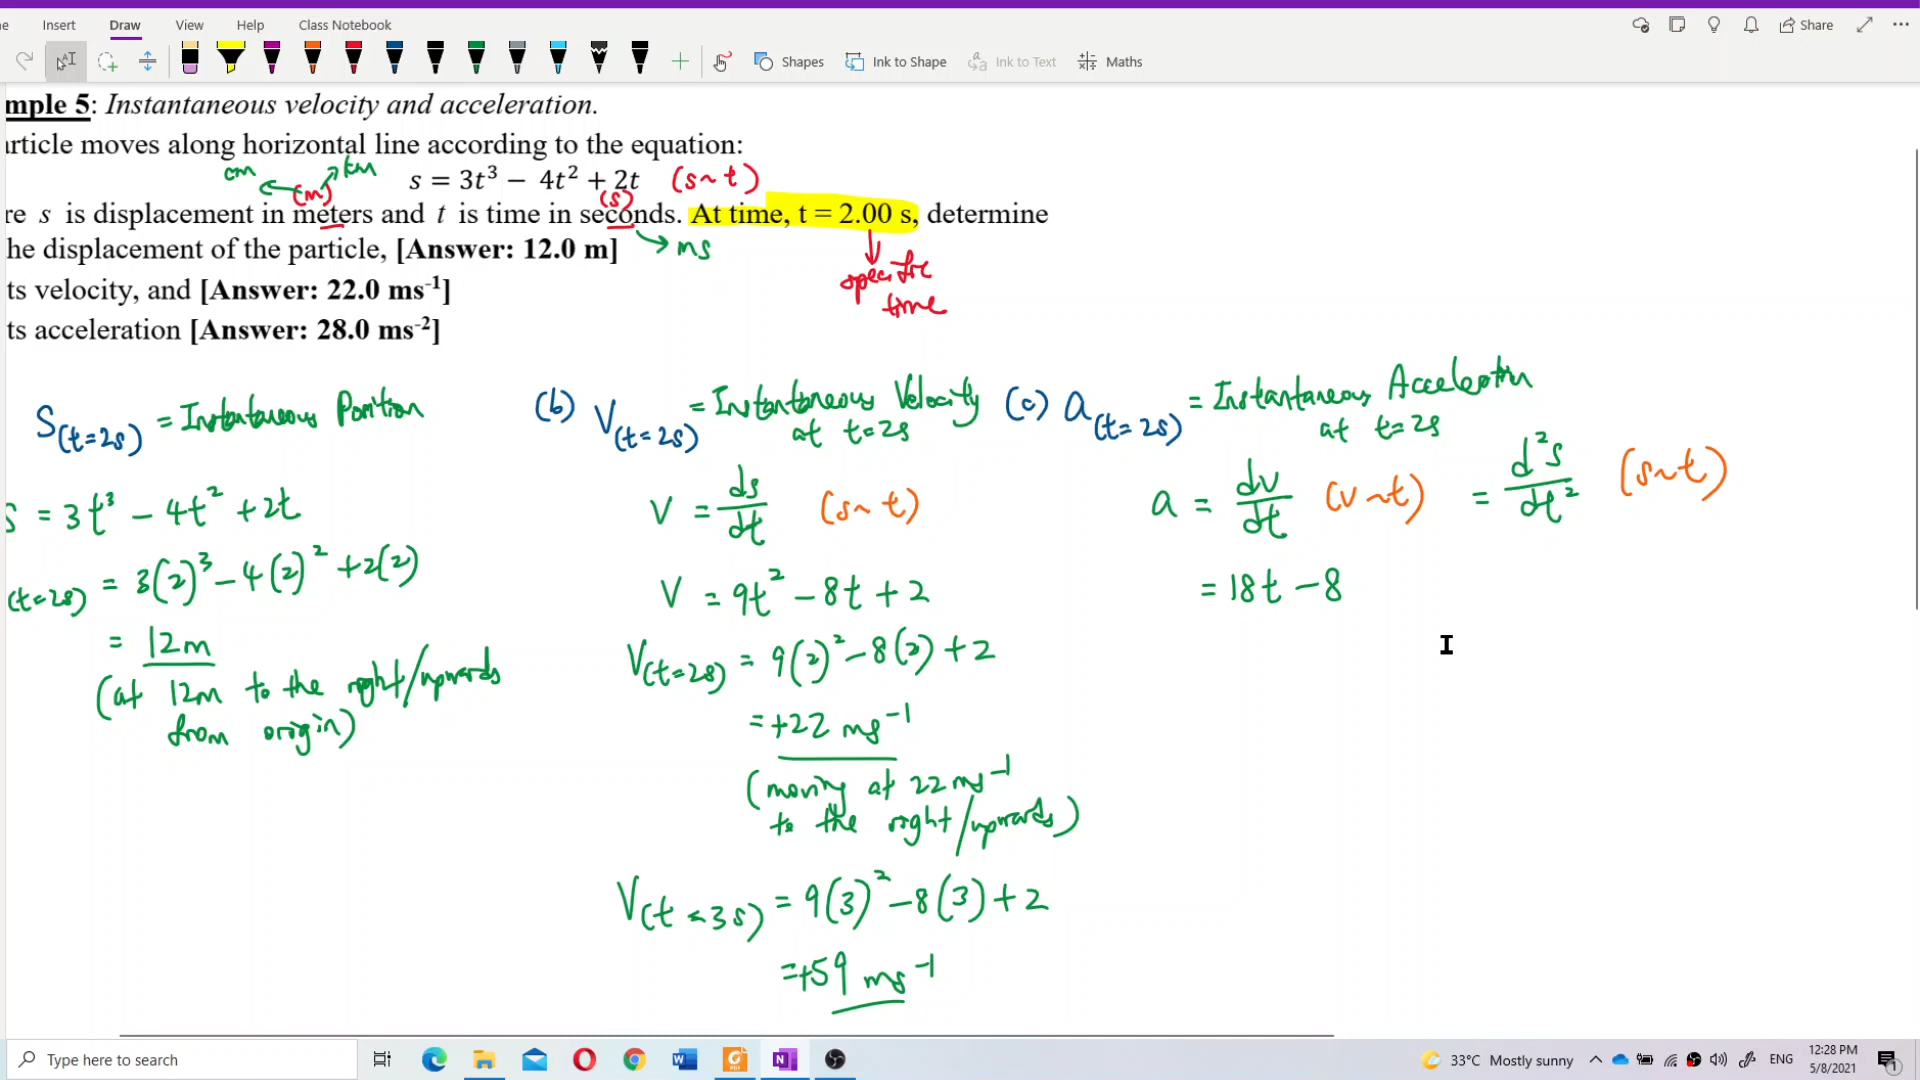 Insert Draw View Help Class Notebook
Share
Shapes Ink to Shape Ink to Text Maths
mple 5: Instantaneous velocity and acceleration.
article moves along horizontal line according to the equation:
cm km
s = 3t³ − 4t² + 2t (s~t)
(m) (s)
re s is displacement in meters and t is time in seconds. At time, t = 2.00 s, determine
he displacement of the particle, [Answer: 12.0 m]
ms
specific
time
ts velocity, and [Answer: 22.0 ms⁻¹]
ts acceleration [Answer: 28.0 ms⁻²]
S(t=2s) = Instantaneous Position
s = 3t³ − 4t² + 2t
(t=2s) = 3(2)³ − 4(2)² + 2(2)
= 12m
(at 12m to the right/upwards
from origin)
(b) V(t=2s) = Instantaneous Velocity
at t=2s
V = ds/dt (s~t)
V = 9t² − 8t + 2
V(t=2s) = 9(2)² − 8(2) + 2
= +22 ms⁻¹
(moving at 22ms⁻¹
to the right/upwards)
V(t=3s) = 9(3)² − 8(3) + 2
= +59 ms⁻¹
(c) a(t=2s) = Instantaneous Acceleration
at t=2s
a = dv/dt (v~t) = d²s/dt² (s~t)
= 18t − 8
Type here to search
33°C Mostly sunny
ENG
12:28 PM
5/8/2021